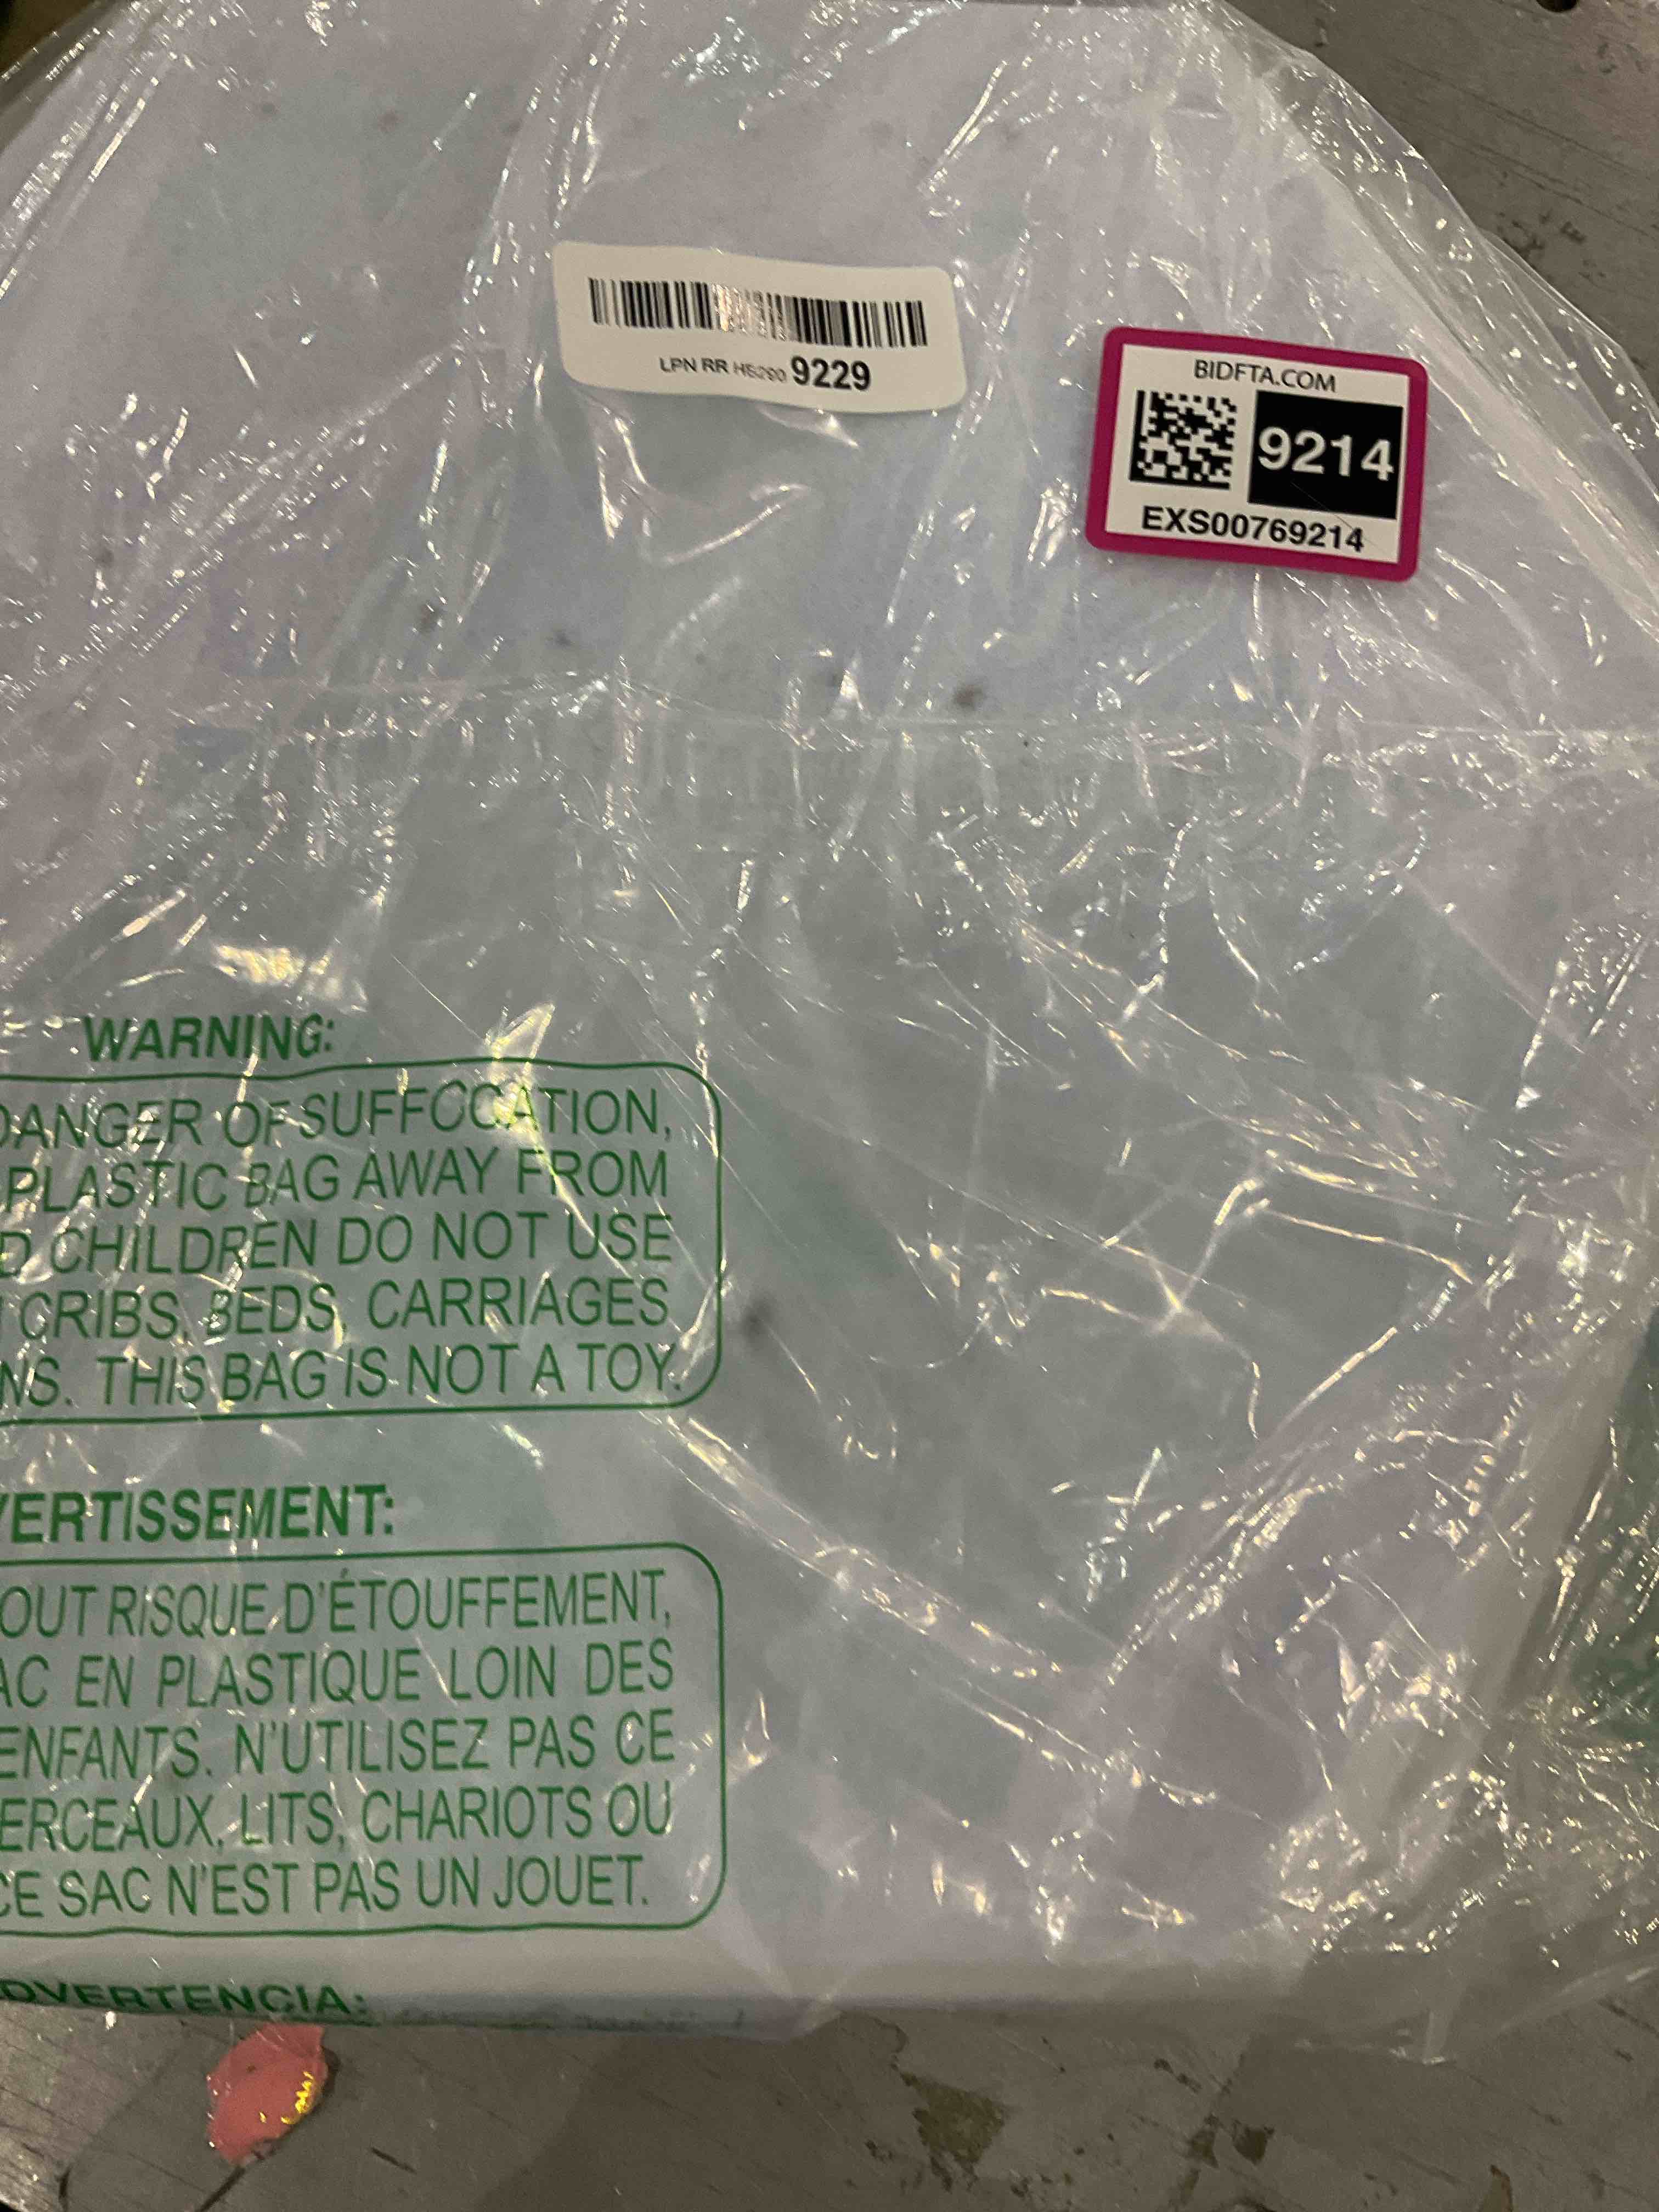 LPN RR H5290 9229
BIDFTA.COM
9214
EXS00769214
WARNING:
DANGER OF SUFFOCATION,
PLASTIC BAG AWAY FROM
CHILDREN DO NOT USE
CRIBS, BEDS, CARRIAGES
NS. THIS BAG IS NOT A TOY.
VERTISSEMENT:
OUT RISQUE D'ÉTOUFFEMENT,
AC EN PLASTIQUE LOIN DES
ENFANTS. N'UTILISEZ PAS CE
ERCEAUX, LITS, CHARIOTS OU
CE SAC N'EST PAS UN JOUET.
DVERTENCIA: